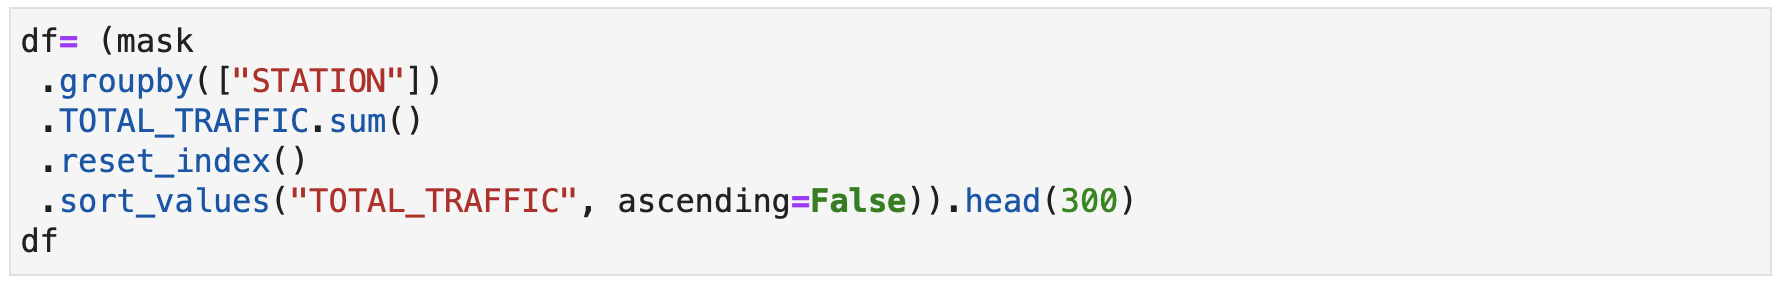 df= (mask
 .groupby(["STATION"])
 .TOTAL_TRAFFIC.sum()
 .reset_index()
 .sort_values("TOTAL_TRAFFIC", ascending=False)).head(300)
df